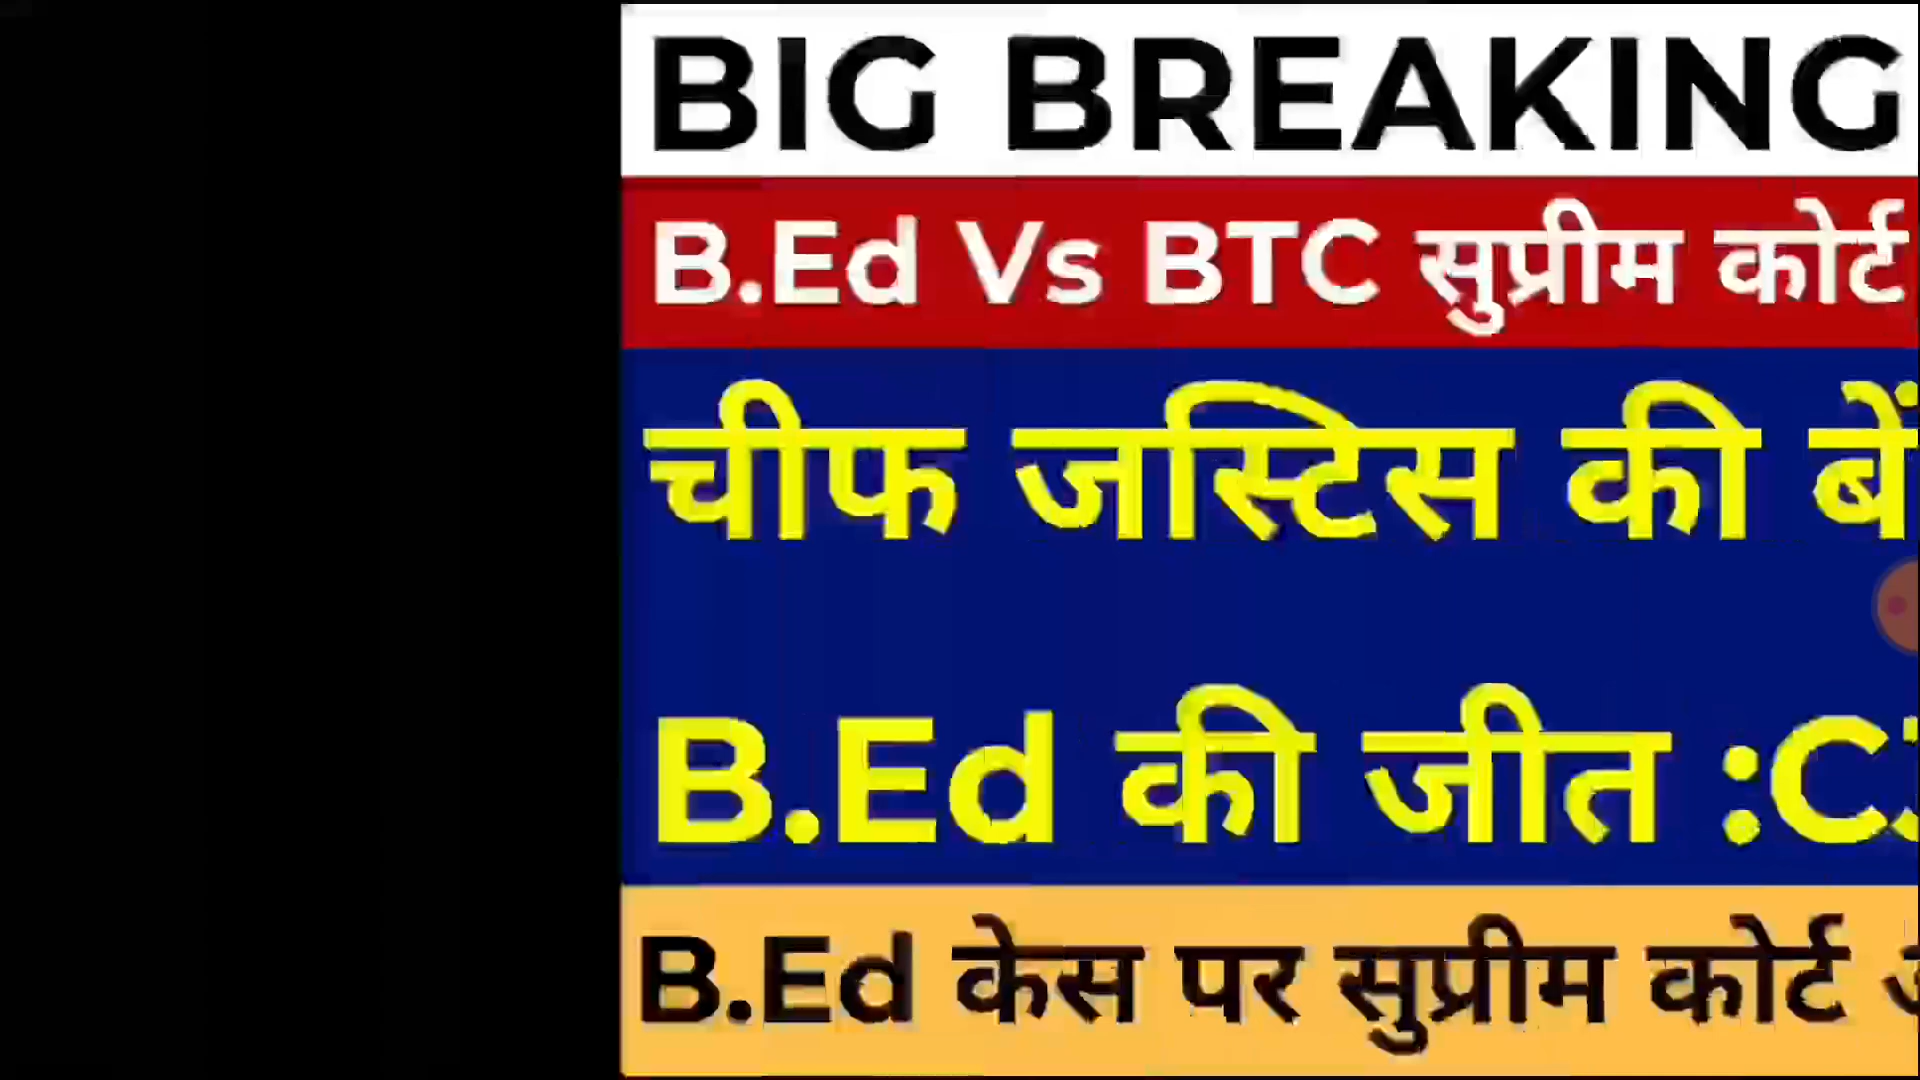 BIG BREAKING
B.Ed Vs BTC सुप्रीम कोर्ट
चीफ जस्टिस की
B.Ed की जीत
B.Ed केस पर सुप्रीम कोर्ट